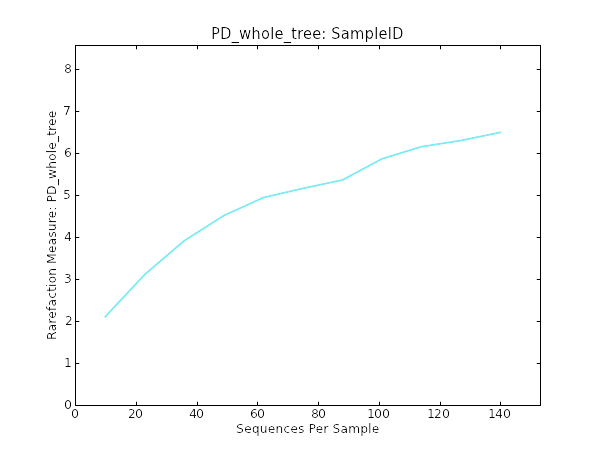 PD_whole_tree: SampleID
Rarefaction Measure: PD_whole_tree
8
7
6
5
4
3
2
1
0
0 20 40 60 80 100 120 140
Sequences Per Sample